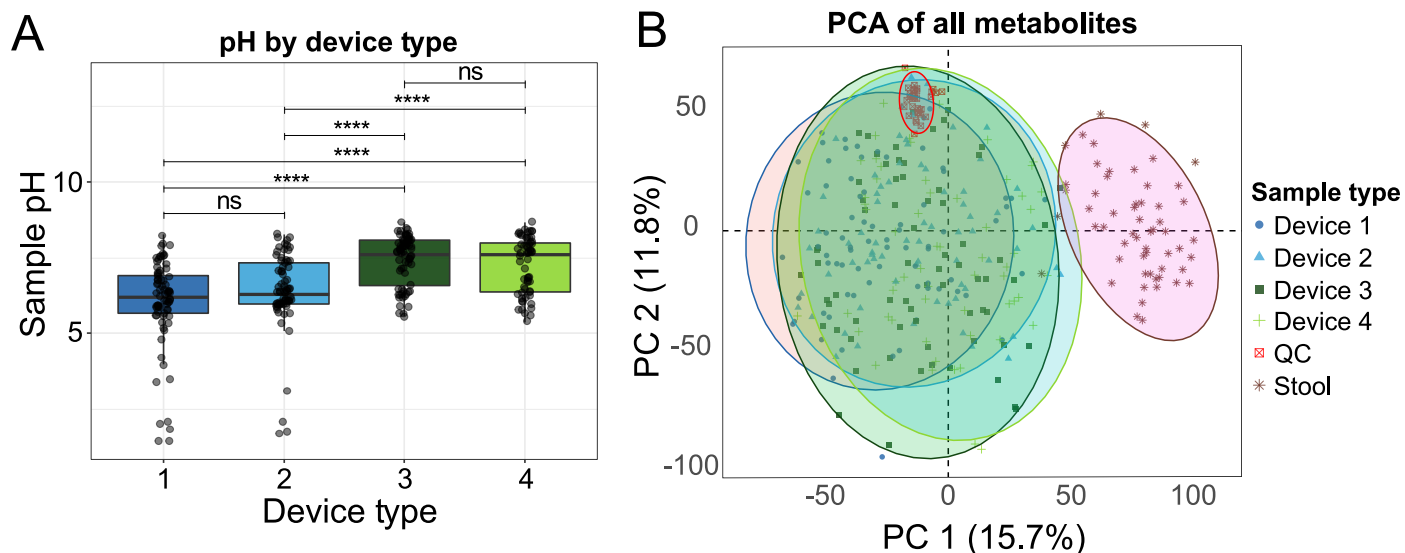 A
pH by device type
ns
****
****
****
****
ns
Sample pH
10
5
1 2 3 4
Device type
B
PCA of all metabolites
50
0
-50
-100
PC 2 (11.8%)
-50 0 50 100
PC 1 (15.7%)
Sample type
Device 1
Device 2
Device 3
Device 4
QC
Stool